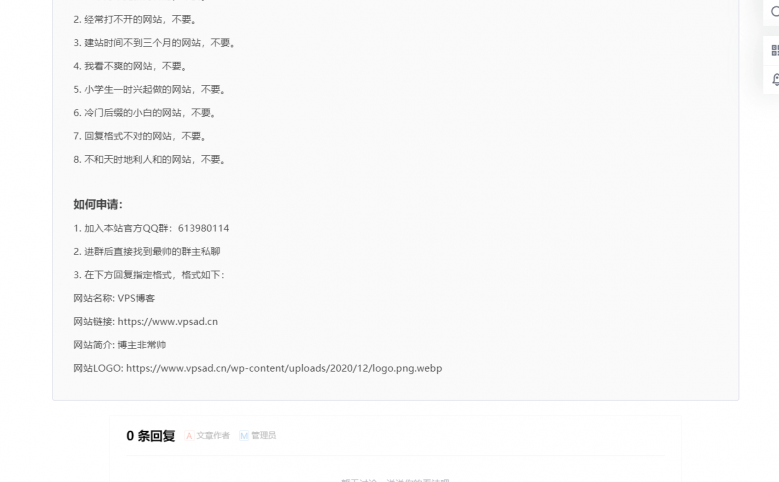 2. 经常打不开的网站，不要。
3. 建站时间不到三个月的网站，不要。
4. 我看不爽的网站，不要。
5. 小学生一时兴起做的网站，不要。
6. 冷门后缀的小白的网站，不要。
7. 回复格式不对的网站，不要。
8. 不和天时地利人和的网站，不要。
如何申请：
1. 加入本站官方QQ群：613980114
2. 进群后直接找到最帅的群主私聊
3. 在下方回复指定格式，格式如下：
网站名称: VPS博客
网站链接: https://www.vpsad.cn
网站简介: 博主非常帅
网站LOGO: https://www.vpsad.cn/wp-content/uploads/2020/12/logo.png.webp
0 条回复 A 文章作者 M 管理员